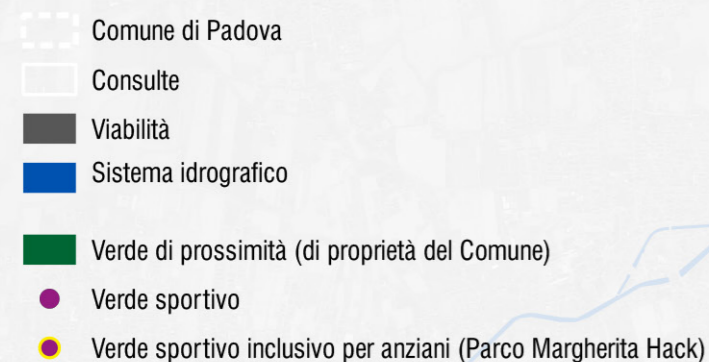 Comune di Padova
Consulte
Viabilità
Sistema idrografico
Verde di prossimità (di proprietà del Comune)
Verde sportivo
Verde sportivo inclusivo per anziani (Parco Margherita Hack)